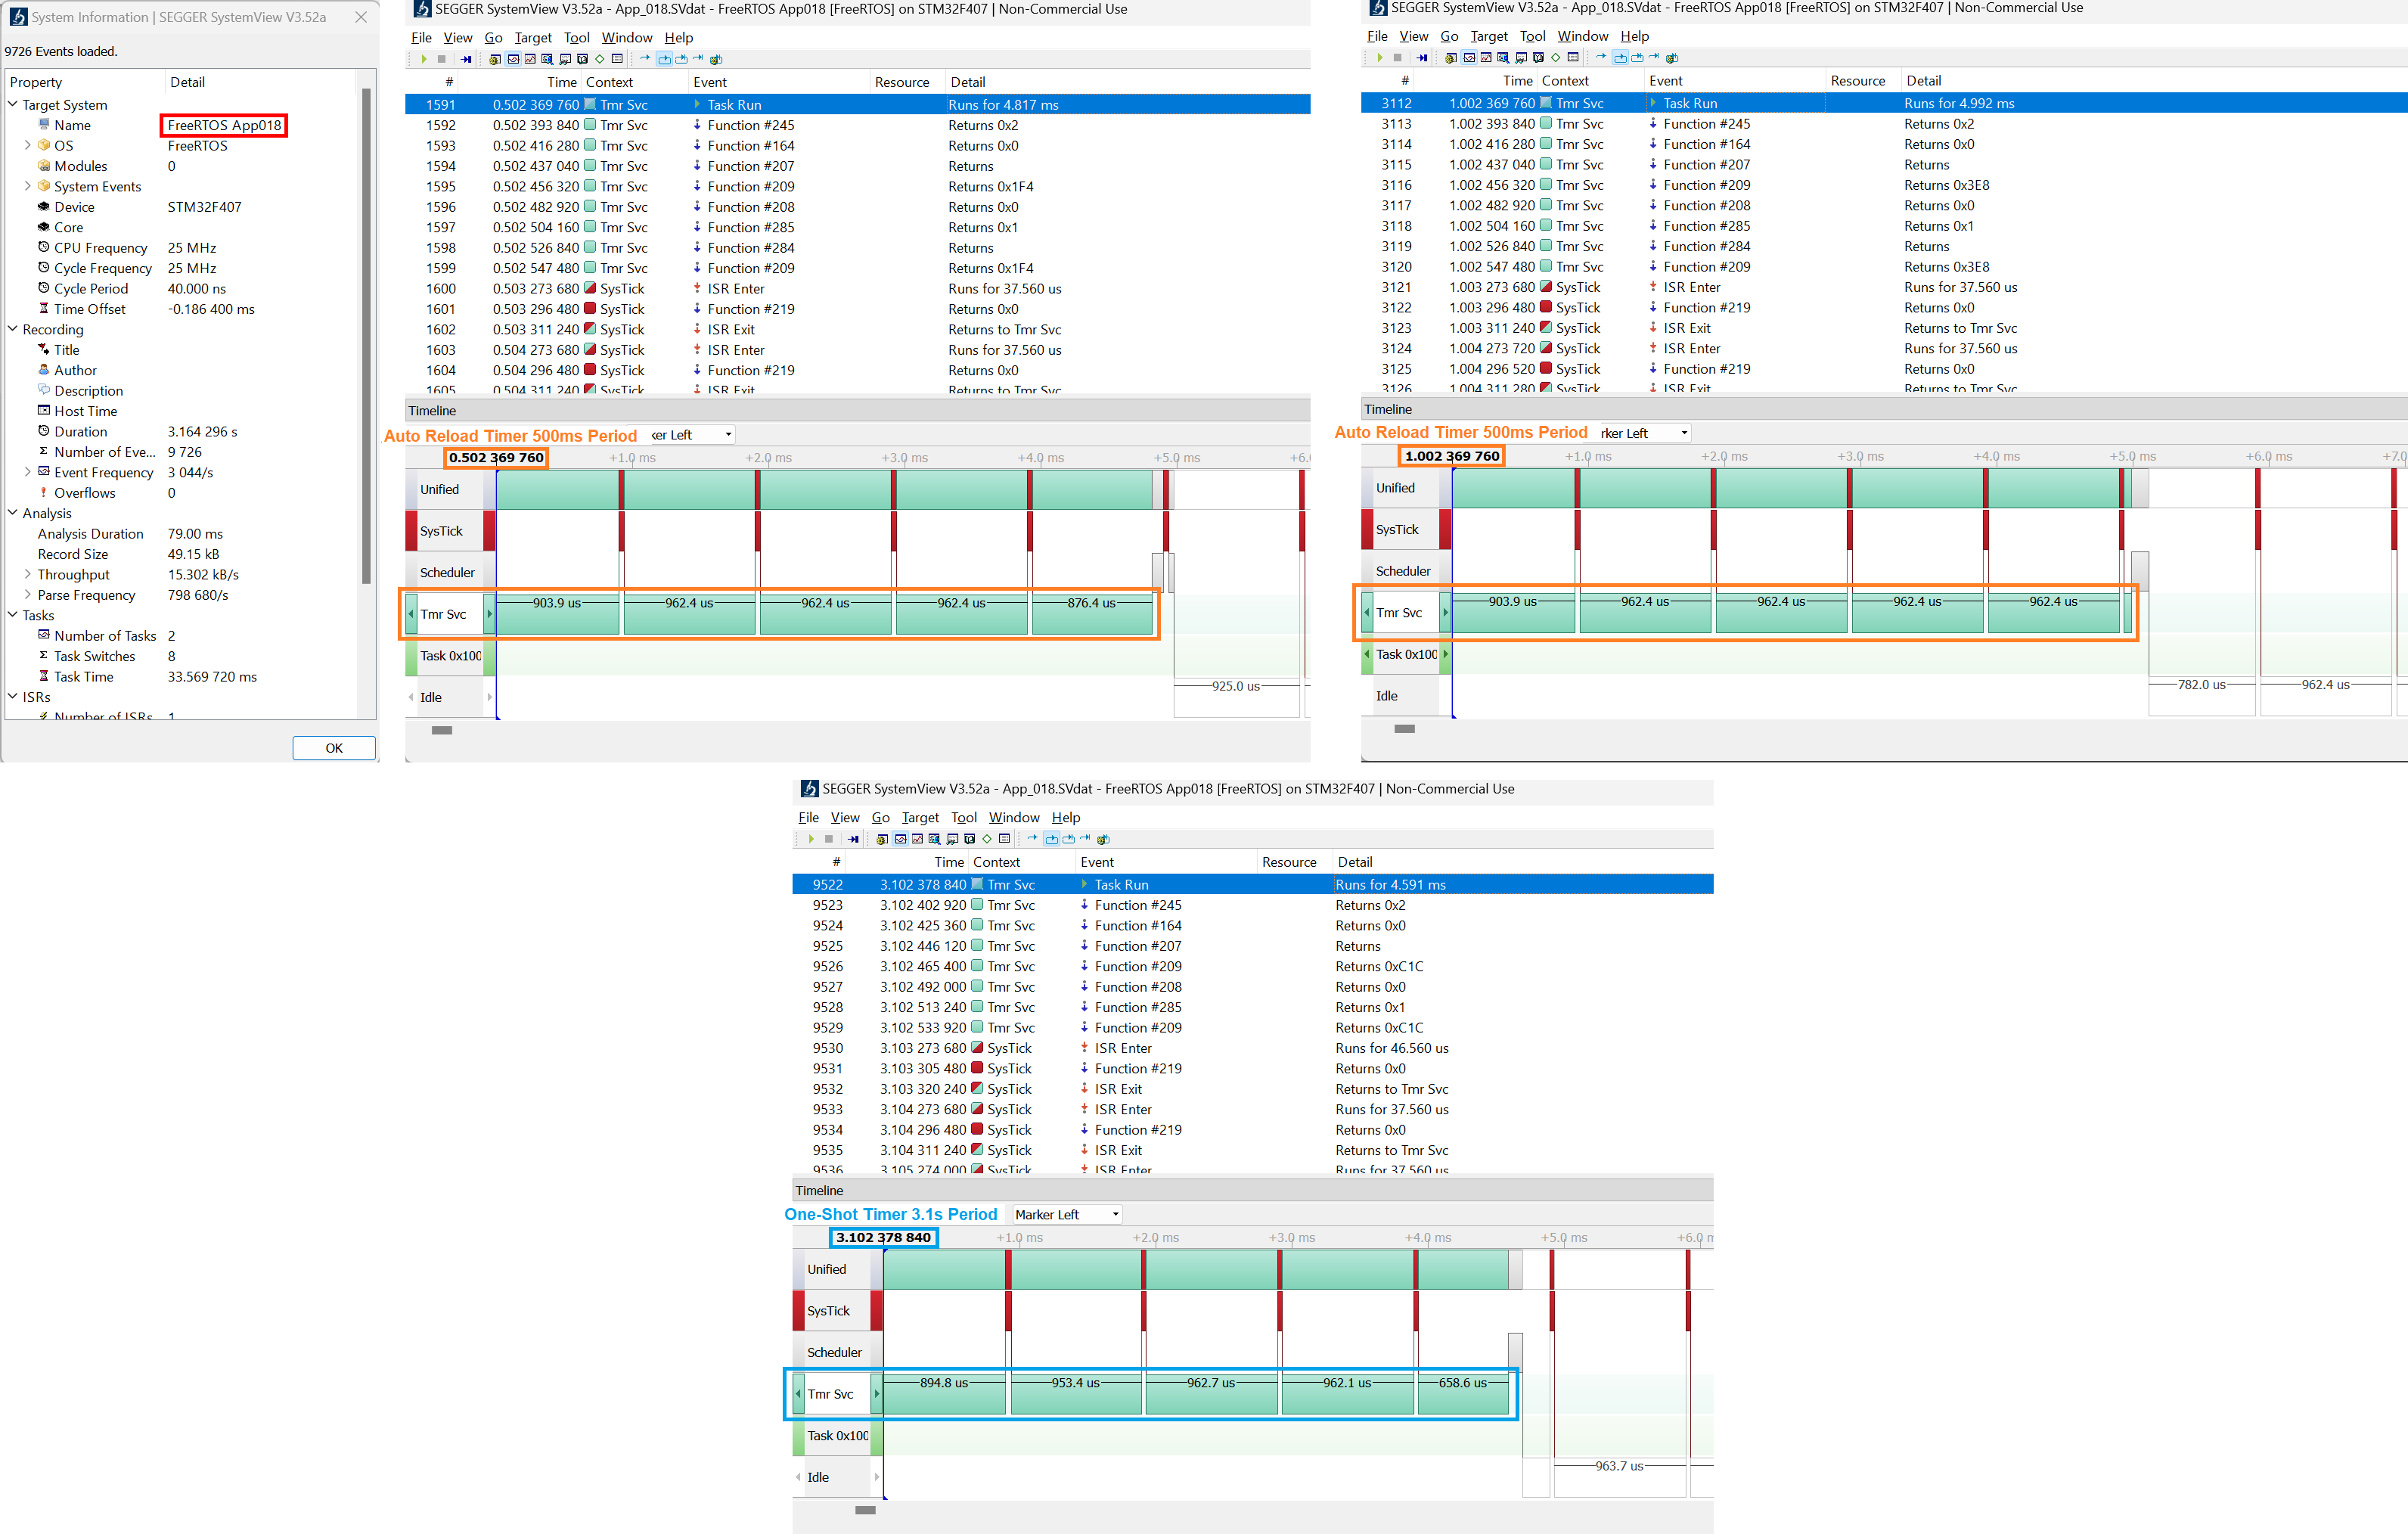 System Information | SEGGER SystemView V3.52a
9726 Events loaded.
Property Detail
Target System
Name FreeRTOS App018
OS FreeRTOS
Modules 0
System Events
Device STM32F407
Core
CPU Frequency 25 MHz
Cycle Frequency 25 MHz
Cycle Period 40.000 ns
Time Offset -0.186 400 ms
Recording
Title
Author
Description
Host Time
Duration 3.164 296 s
Number of Eve... 9 726
Event Frequency 3 044/s
Overflows 0
Analysis
Analysis Duration 79.00 ms
Record Size 49.15 kB
Throughput 15.302 kB/s
Parse Frequency 798 680/s
Tasks
Number of Tasks 2
Task Switches 8
Task Time 33.569 720 ms
ISRs
Number of ISRs 1
OK
SEGGER SystemView V3.52a - App_018.SVdat - FreeRTOS App018 [FreeRTOS] on STM32F407 | Non-Commercial Use
File View Go Target Tool Window Help
# Time Context Event Resource Detail
1591 0.502 369 760 Tmr Svc Task Run Runs for 4.817 ms
1592 0.502 393 840 Tmr Svc Function #245 Returns 0x2
1593 0.502 416 280 Tmr Svc Function #164 Returns 0x0
1594 0.502 437 040 Tmr Svc Function #207 Returns
1595 0.502 456 320 Tmr Svc Function #209 Returns 0x1F4
1596 0.502 482 920 Tmr Svc Function #208 Returns 0x0
1597 0.502 504 160 Tmr Svc Function #285 Returns 0x1
1598 0.502 526 840 Tmr Svc Function #284 Returns
1599 0.502 547 480 Tmr Svc Function #209 Returns 0x1F4
1600 0.503 273 680 SysTick ISR Enter Runs for 37.560 us
1601 0.503 296 480 SysTick Function #219 Returns 0x0
1602 0.503 311 240 SysTick ISR Exit Returns to Tmr Svc
1603 0.504 273 680 SysTick ISR Enter Runs for 37.560 us
1604 0.504 296 480 SysTick Function #219 Returns 0x0
1605 0.504 311 240 SysTick ISR Exit Returns to Tmr Svc
Timeline
Auto Reload Timer 500ms Period ker Left
0.502 369 760 +1.0 ms +2.0 ms +3.0 ms +4.0 ms +5.0 ms +6.0
Unified
SysTick
Scheduler
Tmr Svc 903.9 us 962.4 us 962.4 us 962.4 us 876.4 us
Task 0x100
Idle 925.0 us
SEGGER SystemView V3.52a - App_018.SVdat - FreeRTOS App018 [FreeRTOS] on STM32F407 | Non-Commercial Use
File View Go Target Tool Window Help
# Time Context Event Resource Detail
3112 1.002 369 760 Tmr Svc Task Run Runs for 4.992 ms
3113 1.002 393 840 Tmr Svc Function #245 Returns 0x2
3114 1.002 416 280 Tmr Svc Function #164 Returns 0x0
3115 1.002 437 040 Tmr Svc Function #207 Returns
3116 1.002 456 320 Tmr Svc Function #209 Returns 0x3E8
3117 1.002 482 920 Tmr Svc Function #208 Returns 0x0
3118 1.002 504 160 Tmr Svc Function #285 Returns 0x1
3119 1.002 526 840 Tmr Svc Function #284 Returns
3120 1.002 547 480 Tmr Svc Function #209 Returns 0x3E8
3121 1.003 273 680 SysTick ISR Enter Runs for 37.560 us
3122 1.003 296 480 SysTick Function #219 Returns 0x0
3123 1.003 311 240 SysTick ISR Exit Returns to Tmr Svc
3124 1.004 273 720 SysTick ISR Enter Runs for 37.560 us
3125 1.004 296 520 SysTick Function #219 Returns 0x0
3126 1.004 311 280 SysTick ISR Exit Returns to Tmr Svc
Timeline
Auto Reload Timer 500ms Period rker Left
1.002 369 760 +1.0 ms +2.0 ms +3.0 ms +4.0 ms +5.0 ms +6.0 ms +7.0
Unified
SysTick
Scheduler
Tmr Svc 903.9 us 962.4 us 962.4 us 962.4 us 962.4 us
Task 0x100
Idle 782.0 us 962.4 us
SEGGER SystemView V3.52a - App_018.SVdat - FreeRTOS App018 [FreeRTOS] on STM32F407 | Non-Commercial Use
File View Go Target Tool Window Help
# Time Context Event Resource Detail
9522 3.102 378 840 Tmr Svc Task Run Runs for 4.591 ms
9523 3.102 402 920 Tmr Svc Function #245 Returns 0x2
9524 3.102 425 360 Tmr Svc Function #164 Returns 0x0
9525 3.102 446 120 Tmr Svc Function #207 Returns
9526 3.102 465 400 Tmr Svc Function #209 Returns 0xC1C
9527 3.102 492 000 Tmr Svc Function #208 Returns 0x0
9528 3.102 513 240 Tmr Svc Function #285 Returns 0x1
9529 3.102 533 920 Tmr Svc Function #209 Returns 0xC1C
9530 3.103 273 680 SysTick ISR Enter Runs for 46.560 us
9531 3.103 305 480 SysTick Function #219 Returns 0x0
9532 3.103 320 240 SysTick ISR Exit Returns to Tmr Svc
9533 3.104 273 680 SysTick ISR Enter Runs for 37.560 us
9534 3.104 296 480 SysTick Function #219 Returns 0x0
9535 3.104 311 240 SysTick ISR Exit Returns to Tmr Svc
9536 3.105 274 000 SysTick ISR Enter Runs for 37.560 us
Timeline
One-Shot Timer 3.1s Period Marker Left
3.102 378 840 +1.0 ms +2.0 ms +3.0 ms +4.0 ms +5.0 ms +6.0 m
Unified
SysTick
Scheduler
Tmr Svc 894.8 us 953.4 us 962.7 us 962.1 us 658.6 us
Task 0x100
Idle 963.7 us